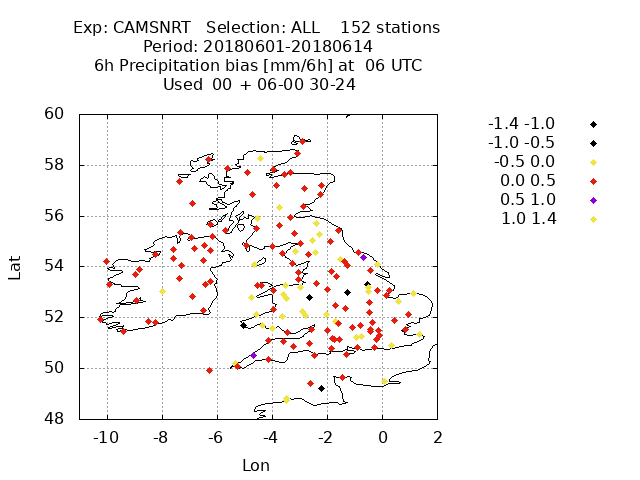 Exp: CAMSNRT   Selection: ALL    152 stations
Period: 20180601-20180614
6h Precipitation bias [mm/6h] at  06 UTC
Used  00 + 06-00 30-24
60
58
56
54
52
50
48
Lat
-10 -8 -6 -4 -2 0 2
Lon
-1.4 -1.0
-1.0 -0.5
-0.5 0.0
0.0 0.5
0.5 1.0
1.0 1.4